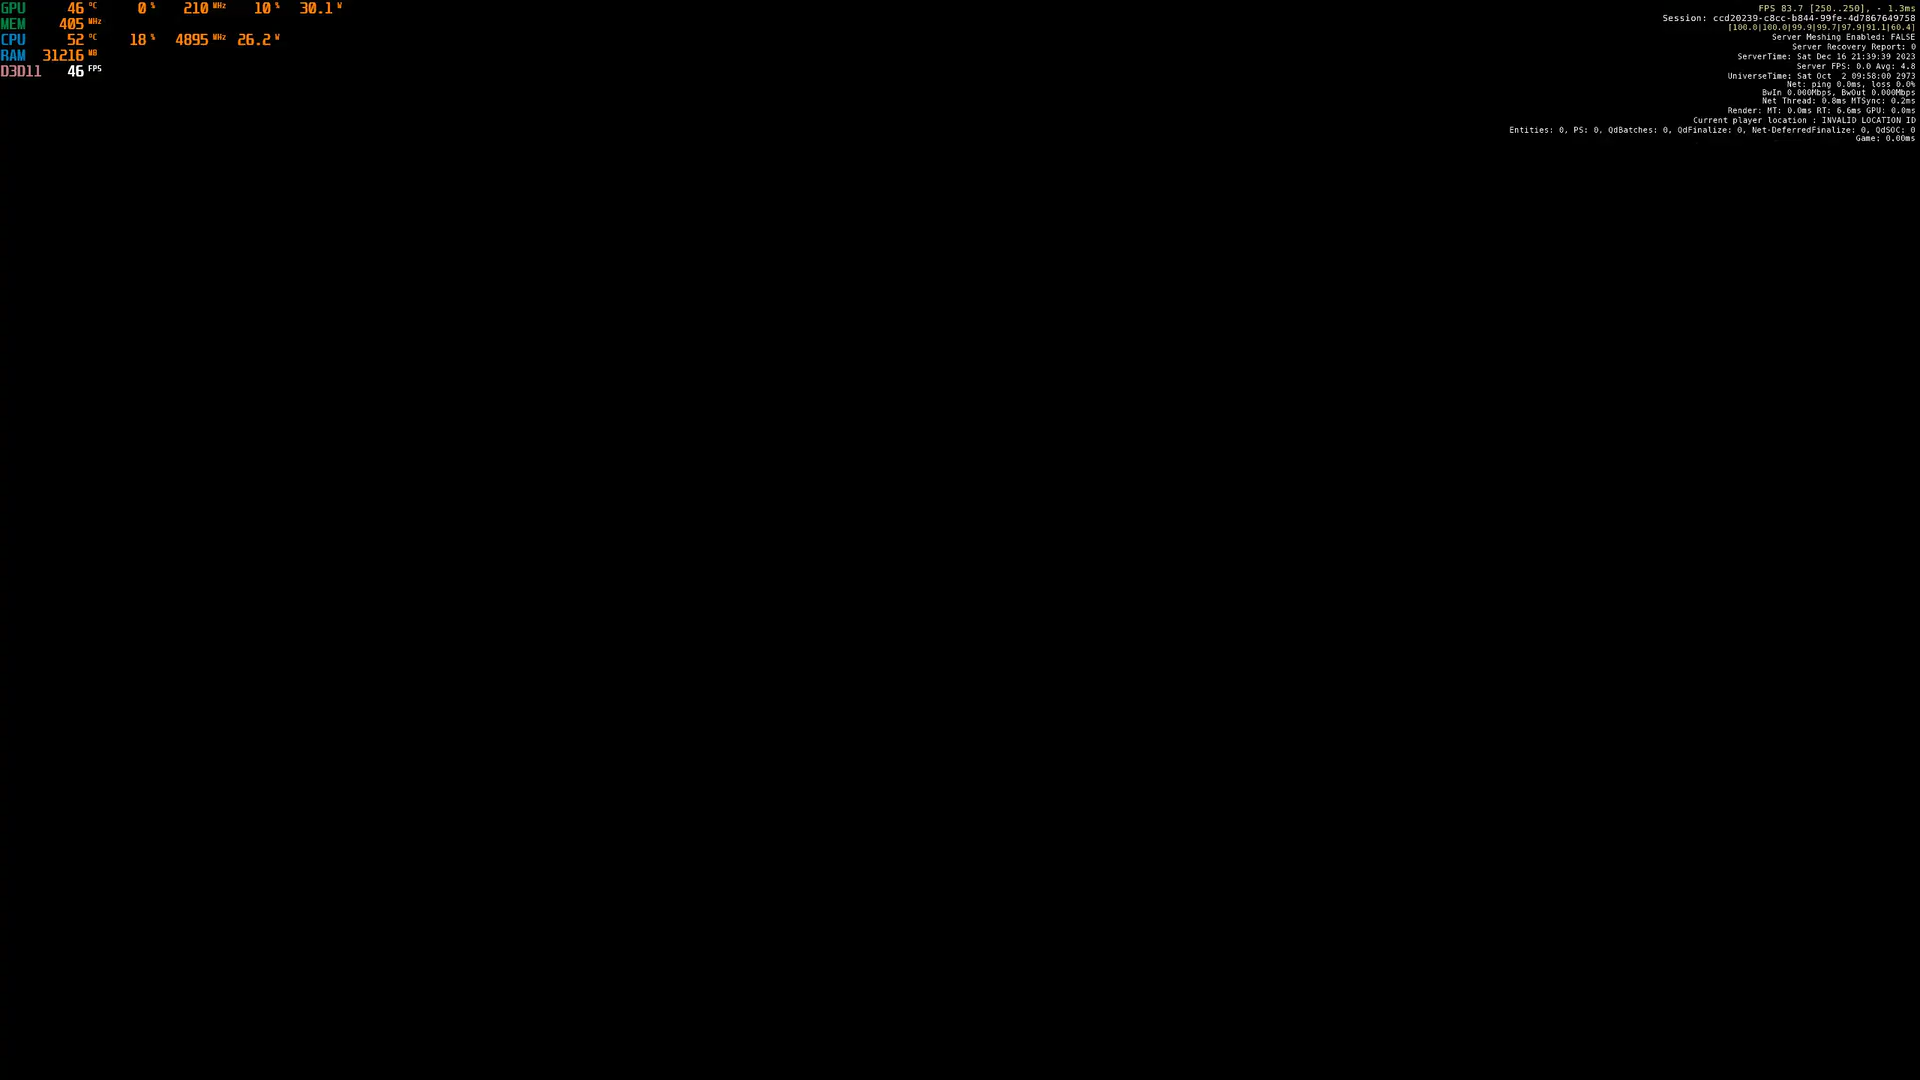 GPU 46 °C 0 % 210 MHz 10 % 30.1 W
MEM 405 MHz
CPU 52 °C 18 % 4895 MHz 26.2 W
RAM 31216 MB
D3D11 46 FPS
FPS 83.7 [250..250], - 1.3ms
Session: ccd20239-c8cc-b844-99fe-4d7867649758
[100.0|100.0|99.9|99.7|97.9|91.1|60.4]
Server Meshing Enabled: FALSE
Server Recovery Report: 0
ServerTime: Sat Dec 16 21:39:39 2023
Server FPS: 0.0 Avg: 4.8
UniverseTime: Sat Oct 2 09:58:00 2973
Net: ping 0.0ms, loss 0.0%
BwIn 0.000Mbps, BwOut 0.000Mbps
Net Thread: 0.8ms MTSync: 0.2ms
Render: MT: 0.0ms RT: 6.6ms GPU: 0.0ms
Current player location : INVALID LOCATION ID
Entities: 0, PS: 0, QdBatches: 0, QdFinalize: 0, Net-DeferredFinalize: 0, QdSOC: 0
Game: 0.00ms